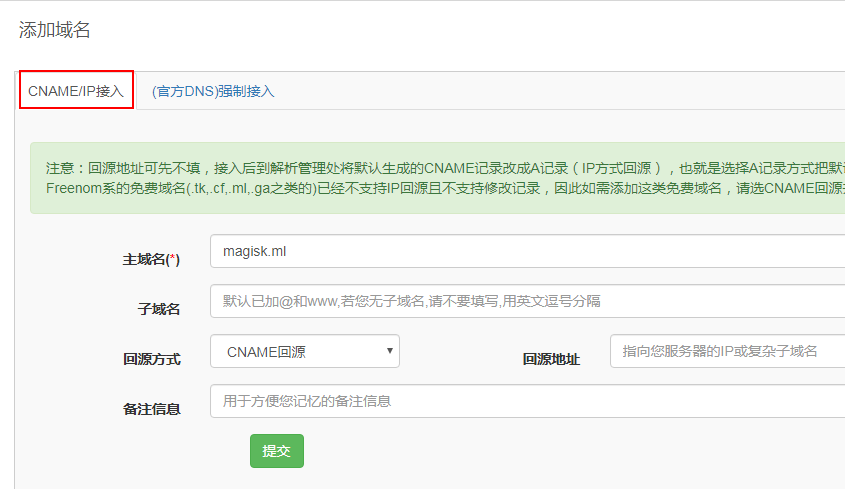 添加域名
CNAME/IP接入 (官方DNS)强制接入
注意：回源地址可先不填，接入后到解析管理处将默认生成的CNAME记录改成A记录（IP方式回源），也就是选择A记录方式把默
Freenom系的免费域名(.tk,.cf,.ml,.ga之类的)已经不支持IP回源且不支持修改记录，因此如需添加这类免费域名，请选CNAME回源
主域名(*) magisk.ml
子域名 默认已加@和www,若您无子域名,请不要填写,用英文逗号分隔
回源方式 CNAME回源 回源地址 指向您服务器的IP或复杂子域名
备注信息 用于方便您记忆的备注信息
提交